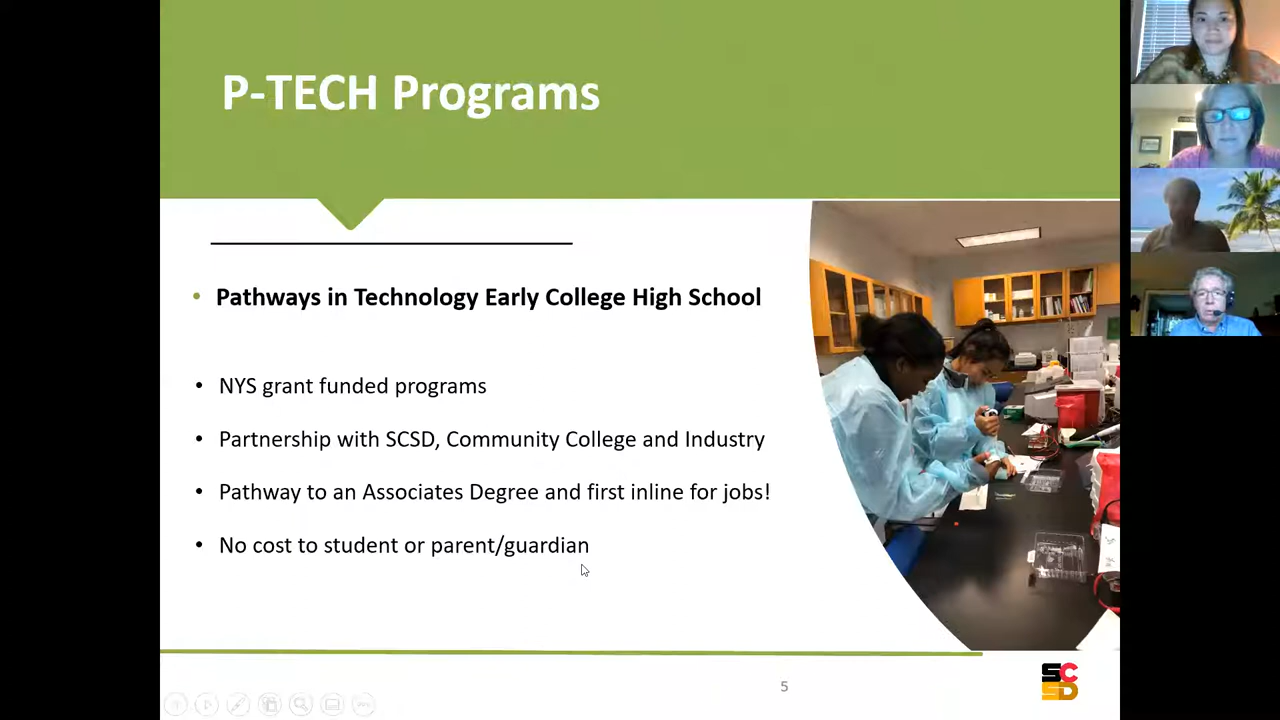 P-TECH Programs
Pathways in Technology Early College High School
NYS grant funded programs
Partnership with SCSD, Community College and Industry
Pathway to an Associates Degree and first inline for jobs!
No cost to student or parent/guardian
5
SC
SD